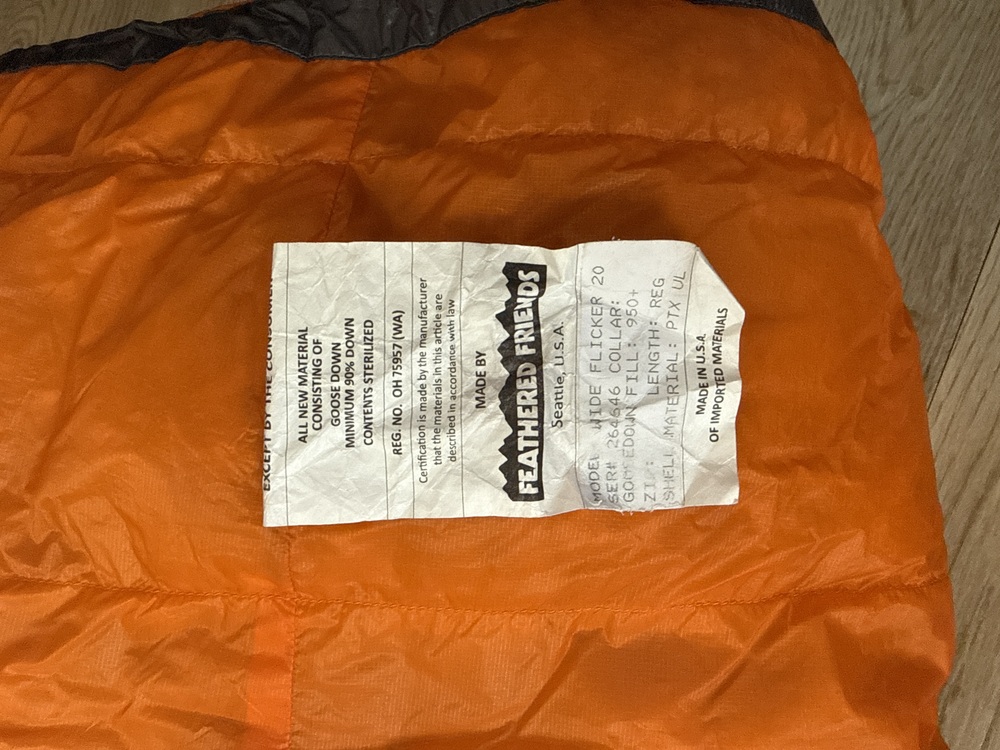 EXCEPT BY THE CONSUMER
ALL NEW MATERIAL
CONSISTING OF
GOOSE DOWN
MINIMUM 90% DOWN
CONTENTS STERILIZED
REG. NO. OH 75957 (WA)
Certification is made by the manufacturer
that the materials in this article are
described in accordance with law
MADE BY
FEATHERED FRIENDS
Seattle, U.S.A.
MODEL WIDE FLICKER 20
SER# 264646 COLLAR:
GOOSEDOWN FILL: 950+
ZIP: LENGTH: REG
SHELL MATERIAL: PTX UL
MADE IN U.S.A.
OF IMPORTED MATERIALS